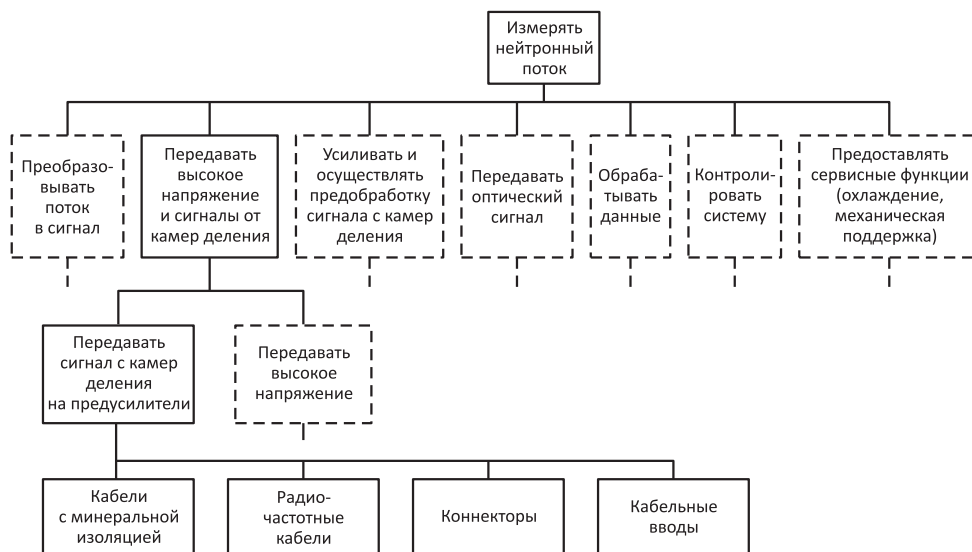 Измерять
нейтронный
поток
Преобразо-
вывать
поток
в сигнал
Передавать
высокое
напряжение
и сигналы от
камер деления
Усиливать и
осуществлять
предобработку
сигнала с камер
деления
Передавать
оптический
сигнал
Обраба-
тывать
данные
Контроли-
ровать
систему
Предоставлять
сервисные функции
(охлаждение,
механическая
поддержка)
Передавать
сигнал с камер
деления
на предусилители
Передавать
высокое
напряжение
Кабели
с минеральной
изоляцией
Радио-
частотные
кабели
Коннекторы
Кабельные
вводы